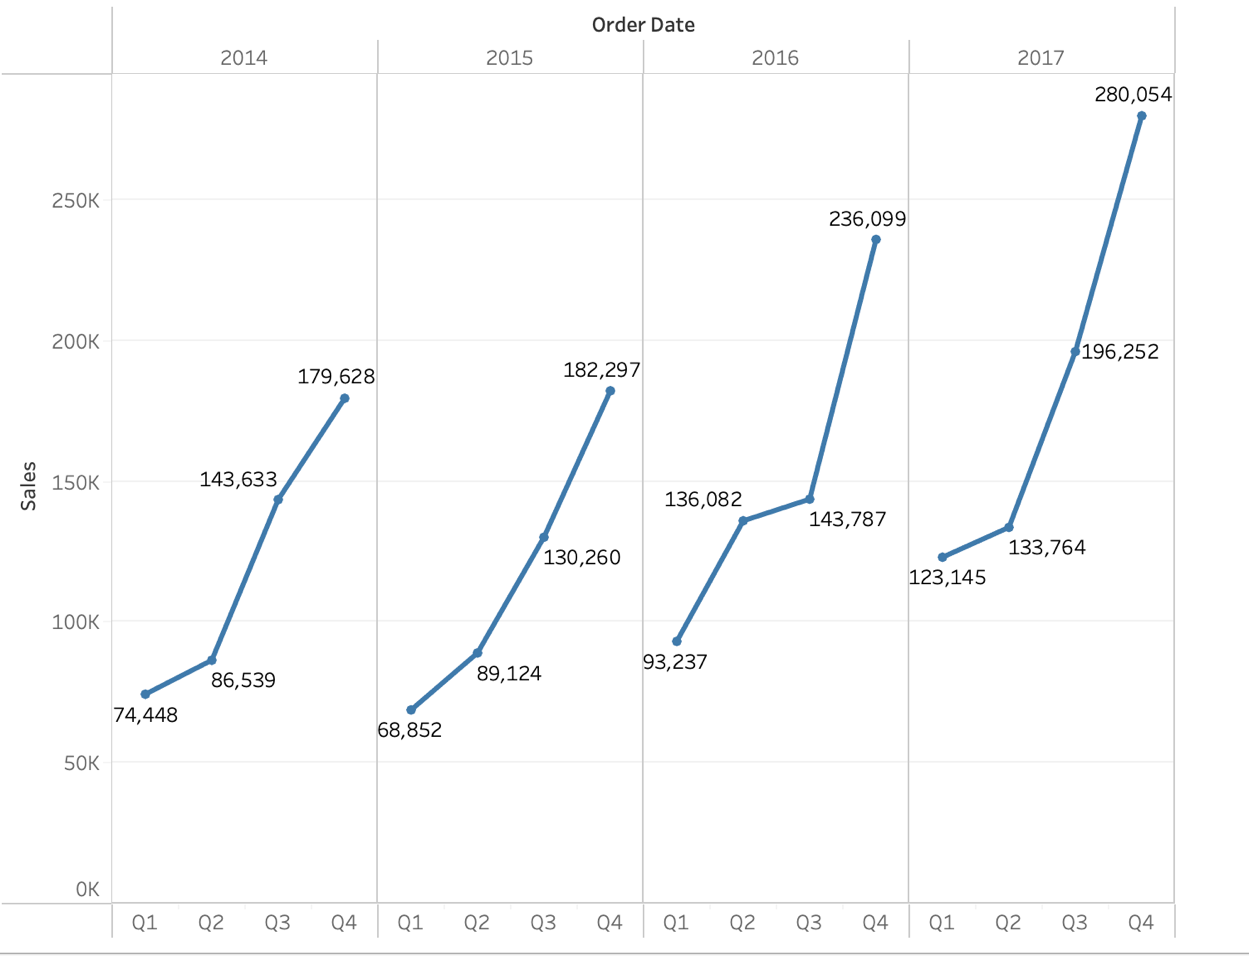 Order Date
2014 2015 2016 2017
280,054
250K
236,099
200K
196,252
182,297
179,628
Sales
150K
143,633
136,082
143,787
133,764
130,260
123,145
100K
93,237
89,124
86,539
74,448
68,852
50K
0K
Q1 Q2 Q3 Q4 Q1 Q2 Q3 Q4 Q1 Q2 Q3 Q4 Q1 Q2 Q3 Q4